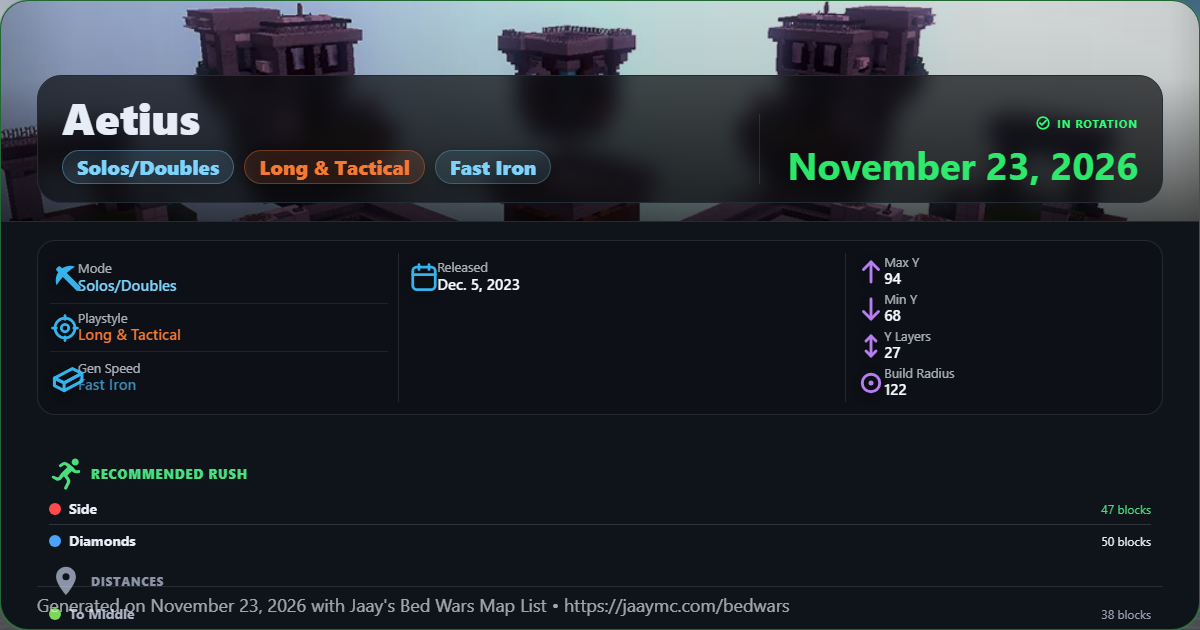 Aetius
Solos/Doubles
Long & Tactical
Fast Iron
IN ROTATION
November 23, 2026
Mode
Solos/Doubles
Playstyle
Long & Tactical
Gen Speed
Fast Iron
Released
Dec. 5, 2023
Max Y
94
Min Y
68
Y Layers
27
Build Radius
122
RECOMMENDED RUSH
Side 47 blocks
Diamonds 50 blocks
DISTANCES
Generated on November 23, 2026 with Jaay's Bed Wars Map List • https://jaaymc.com/bedwars
To Middle 38 blocks